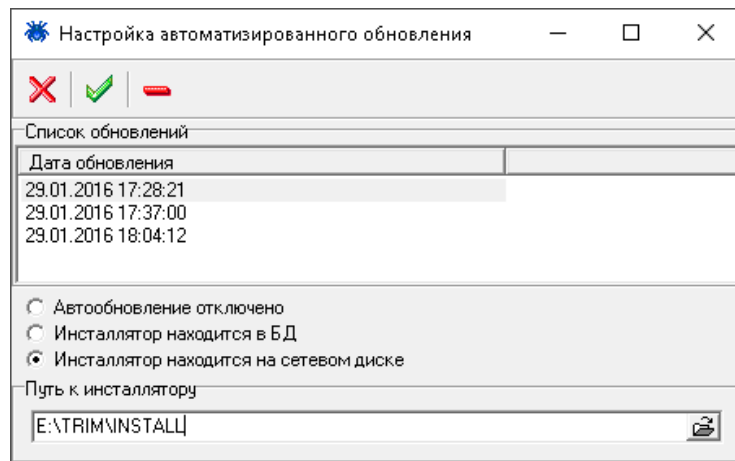 Настройка автоматизированного обновления
Список обновлений
Дата обновления
29.01.2016 17:28:21
29.01.2016 17:37:00
29.01.2016 18:04:12
Автообновление отключено
Инсталлятор находится в БД
Инсталлятор находится на сетевом диске
Путь к инсталлятору
E:\TRIM\INSTALL